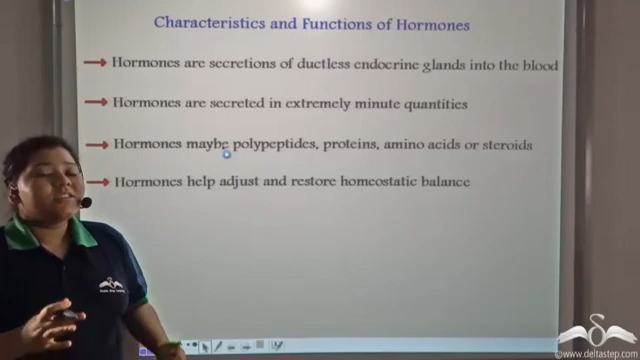 Characteristics and Functions of Hormones
Hormones are secretions of ductless endocrine glands into the blood
Hormones are secreted in extremely minute quantities
Hormones maybe polypeptides, proteins, amino acids or steroids
Hormones help adjust and restore homeostatic balance
©www.deltastep.com